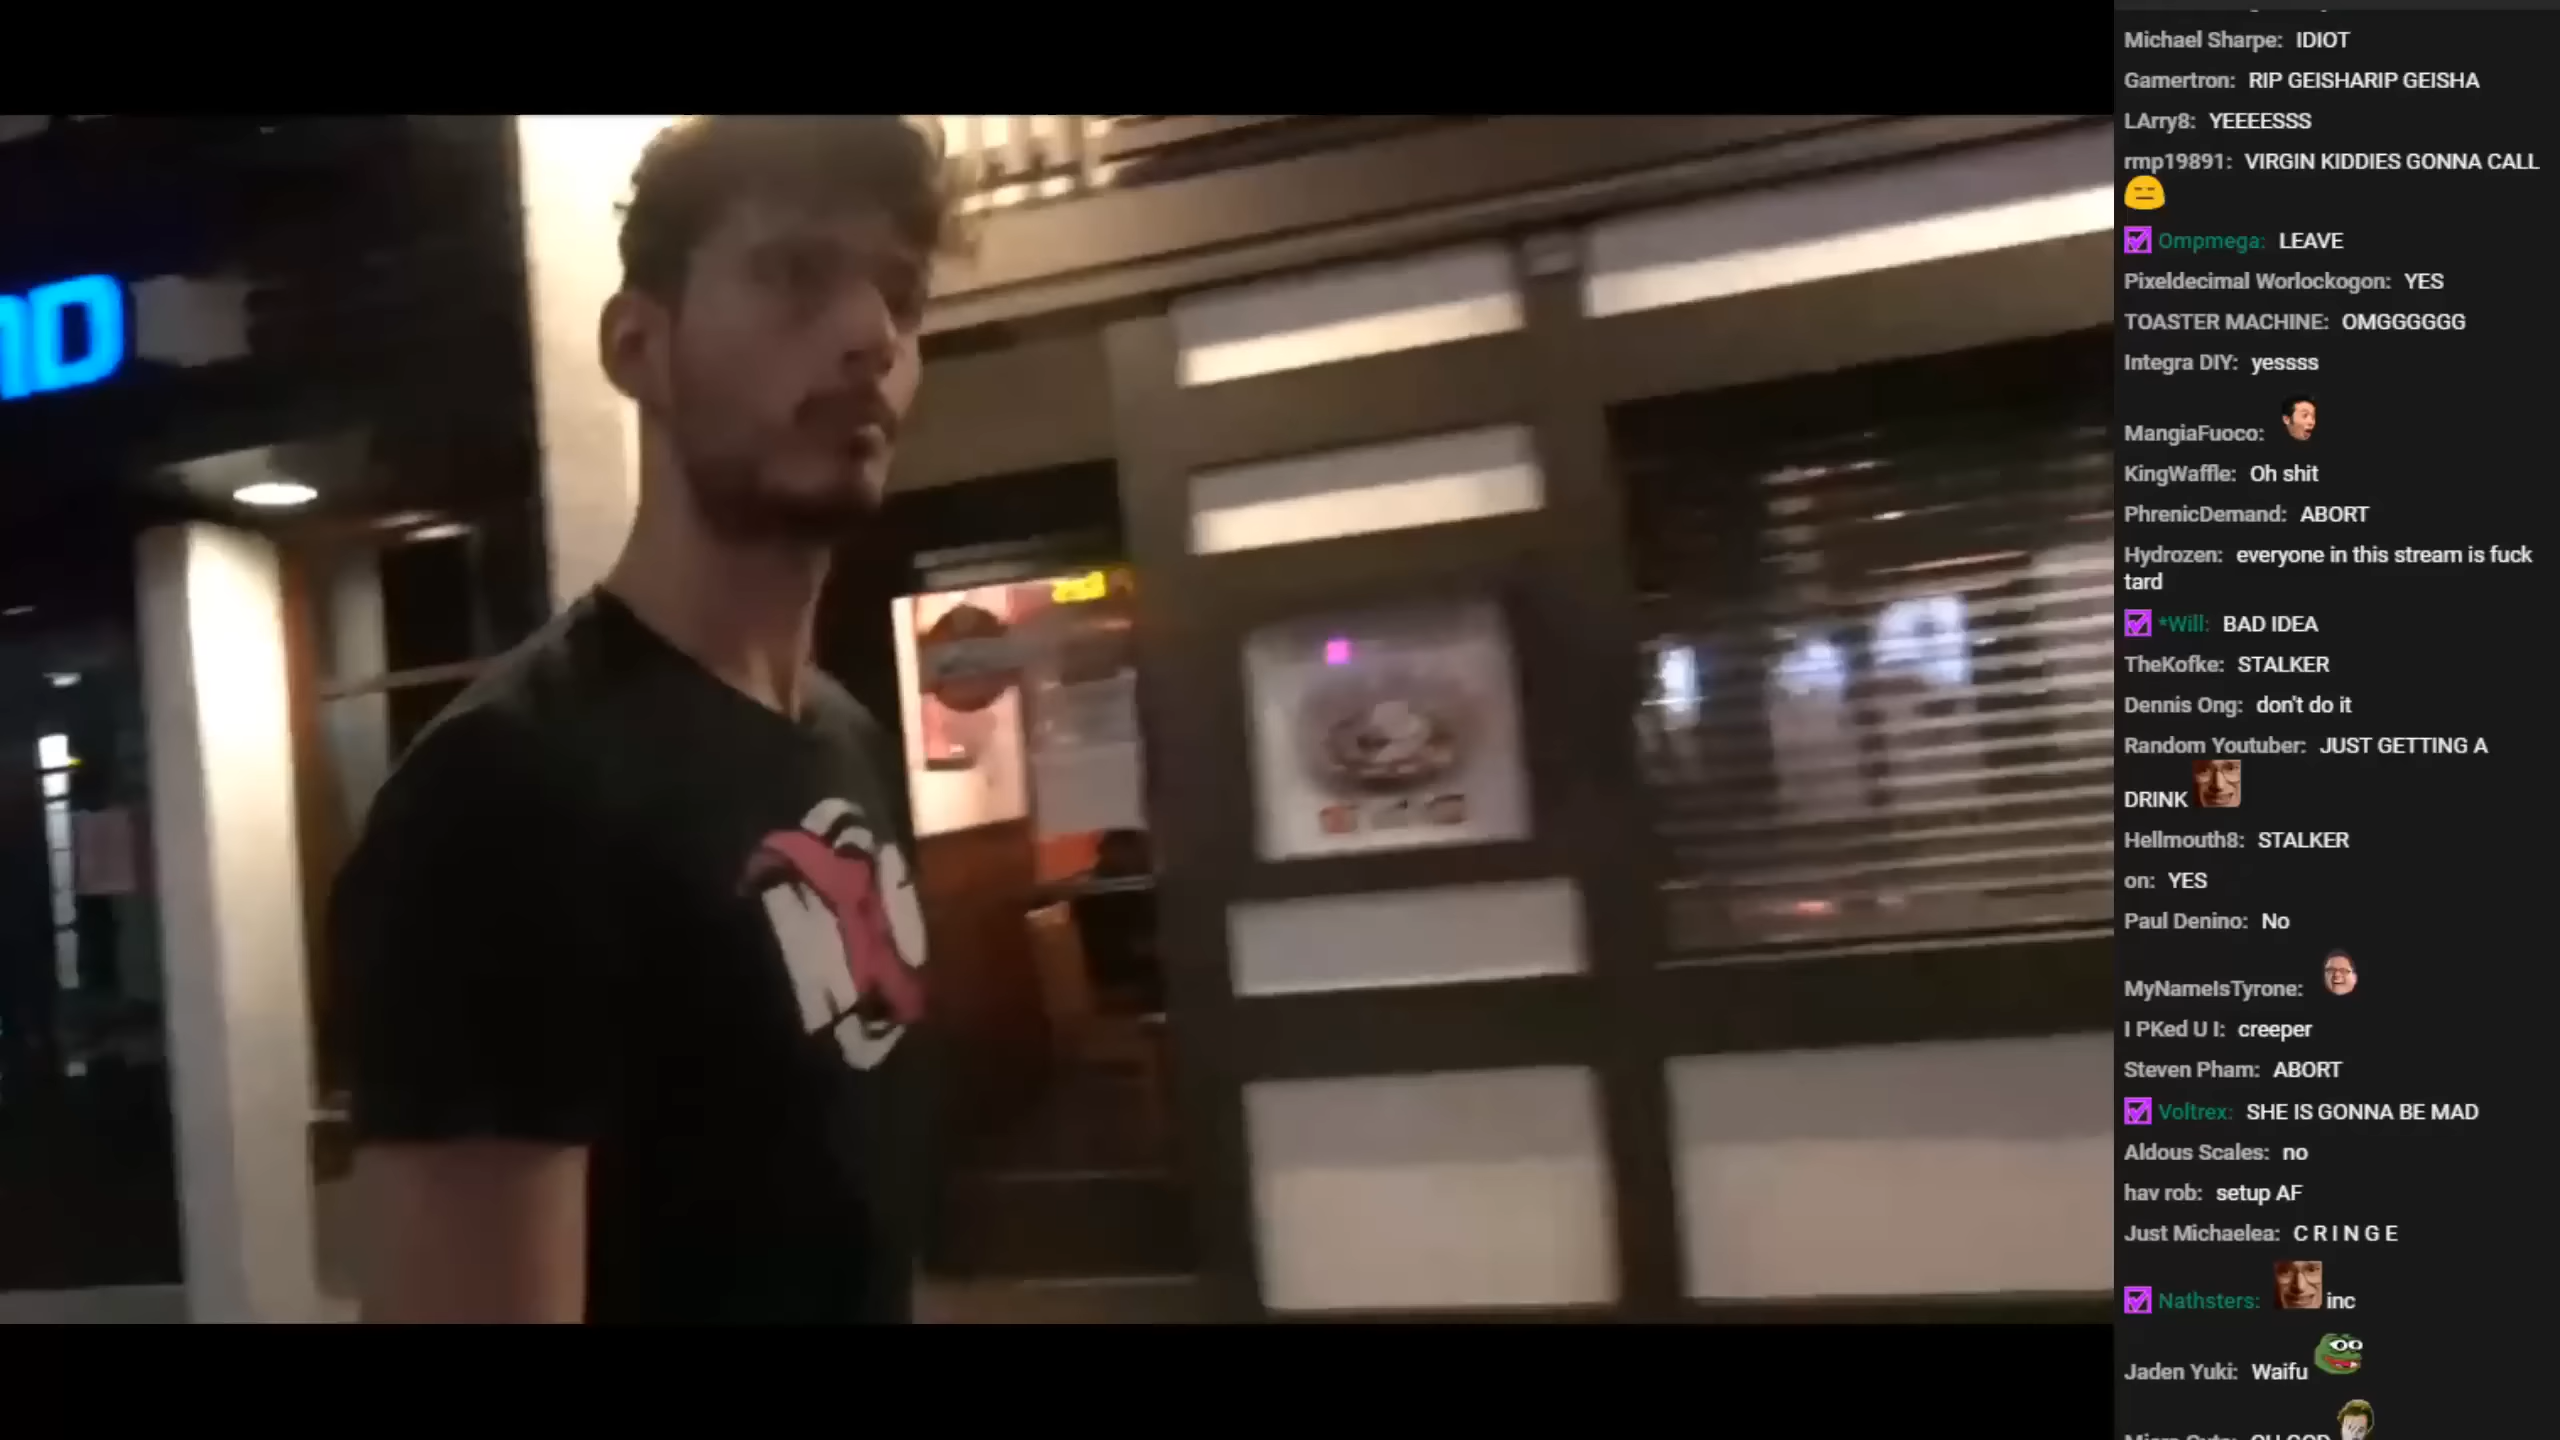 Michael Sharpe: IDIOT
Gamertron: RIP GEISHARIP GEISHA
LArry8: YEEEESSS
rmp19891: VIRGIN KIDDIES GONNA CALL
Ompmega: LEAVE
Pixeldecimal Worlockogon: YES
TOASTER MACHINE: OMGGGGGG
Integra DIY: yessss
MangiaFuoco:
KingWaffle: Oh shit
PhrenicDemand: ABORT
Hydrozen: everyone in this stream is fuck
tard
*Will: BAD IDEA
TheKofke: STALKER
Dennis Ong: don't do it
Random Youtuber: JUST GETTING A
DRINK
Hellmouth8: STALKER
on: YES
Paul Denino: No
MyNameIsTyrone:
I PKed U I: creeper
Steven Pham: ABORT
Voltrex: SHE IS GONNA BE MAD
Aldous Scales: no
hav rob: setup AF
Just Michaelea: C R I N G E
Nathsters: inc
Jaden Yuki: Waifu